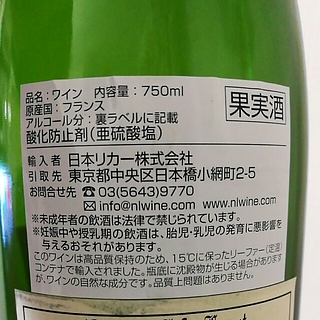 品名：ワイン 内容量：750ml
原産国：フランス
アルコール分：裏ラベルに記載
酸化防止剤（亜硫酸塩）
果実酒
輸入者 日本リカー株式会社
引取先 東京都中央区日本橋小網町2-5
お問合せ先 ☎ 03(5643)9770
✉ info@nlwine.com www.nlwine.com
※未成年者の飲酒は法律で禁じられています。
※妊娠中や授乳期の飲酒は、胎児・乳児の発育に悪影響を
与えるおそれがあります。
このワインは高品質保持のため、15℃に保ったリーファー（定温）
コンテナで輸入されました。瓶底に沈殿物が生じる場合があります
が、ワインの自然な成分です。品質上問題はありません。